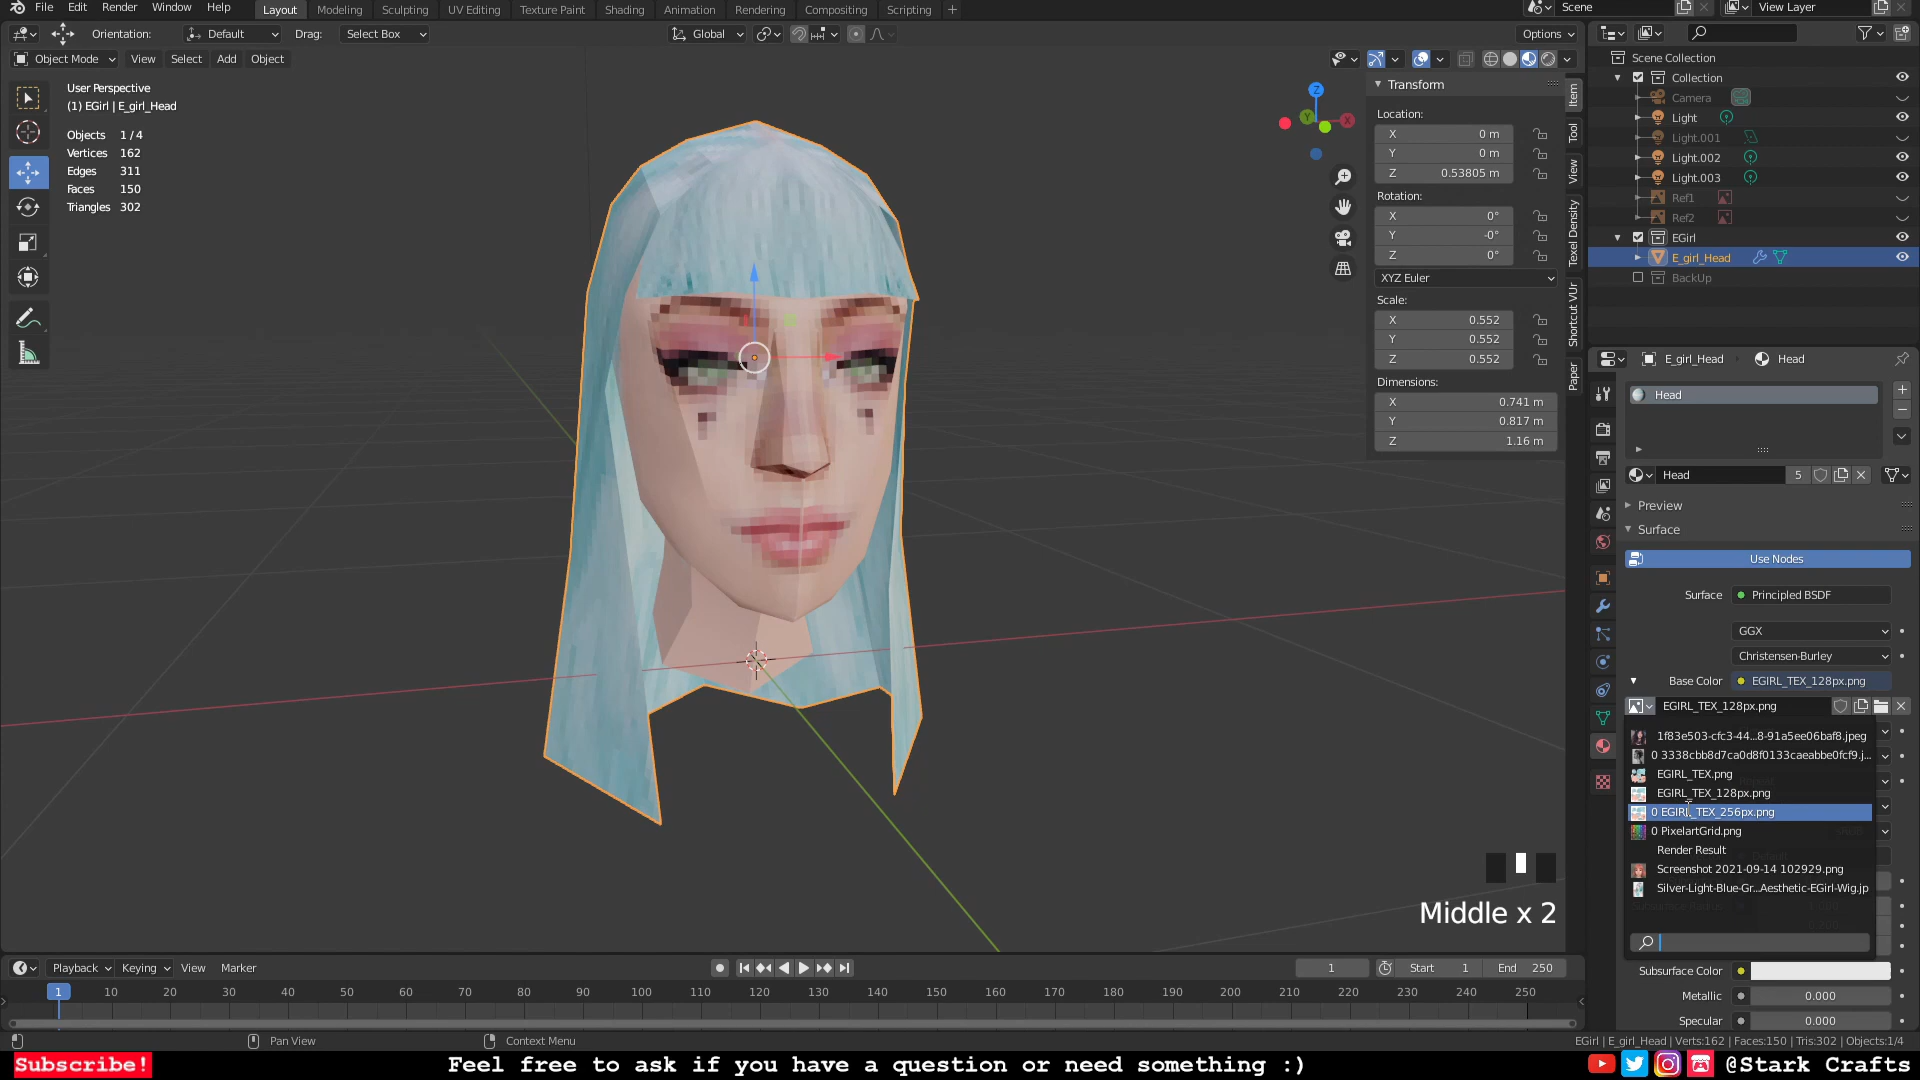 File Edit Render Window Help Layout Modeling Sculpting UV Editing Texture Paint Shading Animation Rendering Compositing Scripting + Scene View Layer
Orientation: Default Drag: Select Box Global Options
Object Mode View Select Add Object
User Perspective
(1) EGirl | E_girl_Head
Objects 1 / 4
Vertices 162
Edges 311
Faces 150
Triangles 302
Z
Y
X
Transform
Location:
X 0 m
Y 0 m
Z 0.53805 m
Rotation:
X 0°
Y -0°
Z 0°
XYZ Euler
Scale:
X 0.552
Y 0.552
Z 0.552
Dimensions:
X 0.741 m
Y 0.817 m
Z 1.16 m
Item
Tool
View
Texel Density
Shortcut VUr
Paper
Scene Collection
Collection
Camera
Light
Light.001
Light.002
Light.003
Ref1
Ref2
EGirl
E_girl_Head
BackUp
E_girl_Head > Head
Head
Head 5
Preview
Surface
Use Nodes
Surface Principled BSDF
GGX
Christensen-Burley
Base Color EGIRL_TEX_128px.png
EGIRL_TEX_128px.png
1f83e503-cfc3-44...8-91a5ee06baf8.jpeg
0 3338cbb8d7ca0d8f0133caeabbe0fcf9.j...
EGIRL_TEX.png
EGIRL_TEX_128px.png
0 EGIRL_TEX_256px.png
0 PixelartGrid.png
Render Result
Screenshot 2021-09-14 102929.png
Silver-Light-Blue-Gr...Aesthetic-EGirl-Wig.jp
Subsurface Color
Metallic 0.000
Specular 0.000
Middle x 2
Playback Keying View Marker 1 Start 1 End 250
1 10 20 30 40 50 60 70 80 90 100 110 120 130 140 150 160 170 180 190 200 210 220 230 240 250
Pan View Context Menu EGirl | E_girl_Head | Verts:162 | Faces:150 | Tris:302 | Objects:1/4
Subscribe! Feel free to ask if you have a question or need something :) @Stark Crafts